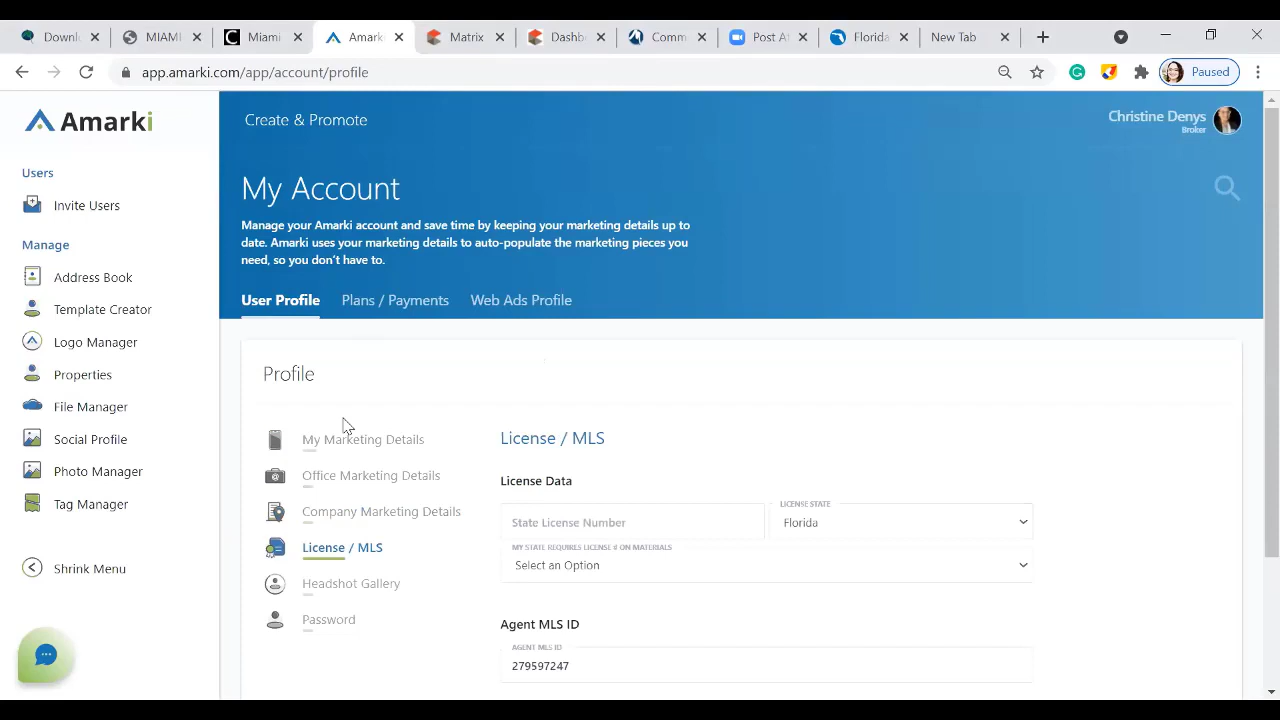 Downl
MIAMI
Miami
Amark
Matrix
Dashb
Comm
Post At
Florida
New Tab
app.amarki.com/app/account/profile
Paused
Amarki
Create & Promote
Christine Denys
Broker
Users
Invite Users
My Account
Manage your Amarki account and save time by keeping your marketing details up to
date. Amarki uses your marketing details to auto-populate the marketing pieces you
need, so you don't have to.
Manage
Address Book
Template Creator
Logo Manager
Properties
File Manager
Social Profile
Photo Manager
Tag Manager
Shrink Menu
User Profile
Plans / Payments
Web Ads Profile
Profile
My Marketing Details
Office Marketing Details
Company Marketing Details
License / MLS
Headshot Gallery
Password
License / MLS
License Data
State License Number
LICENSE STATE
Florida
MY STATE REQUIRES LICENSE # ON MATERIALS
Select an Option
Agent MLS ID
AGENT MLS ID
279597247